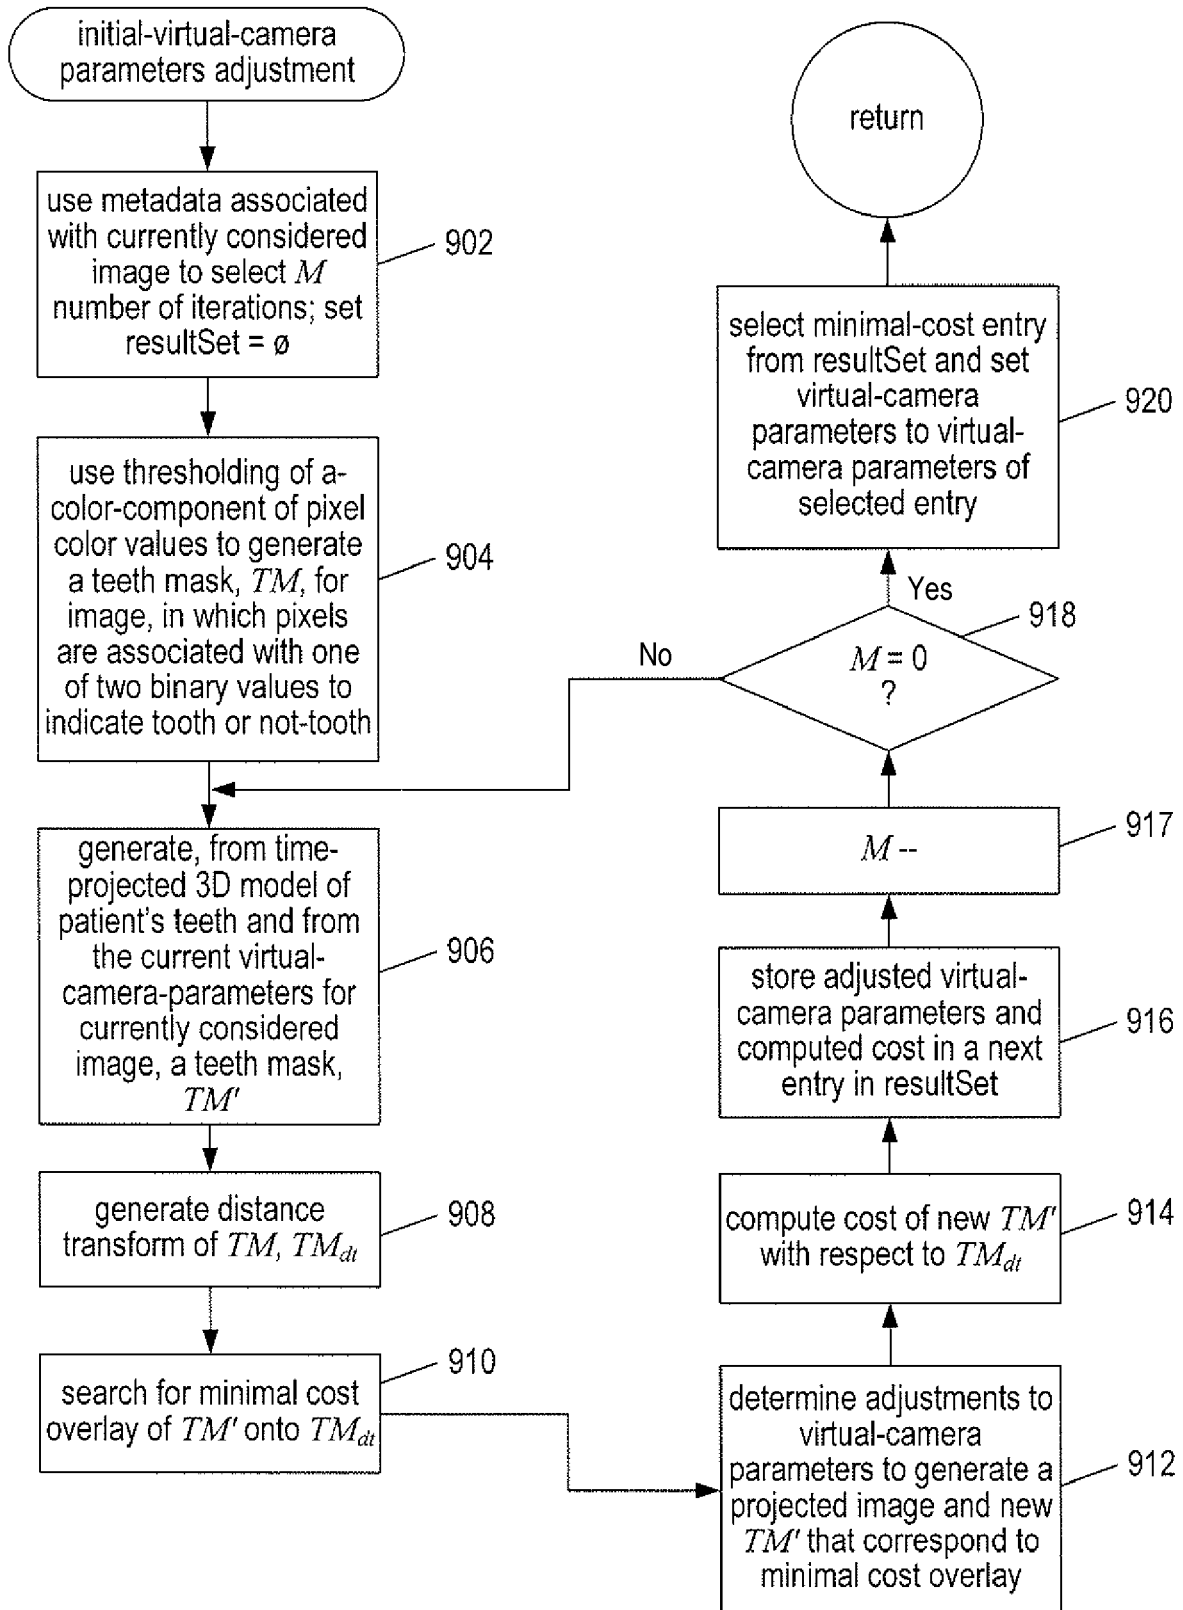 initial-virtual-camera
parameters adjustment
use metadata associated
with currently considered
image to select M
number of iterations; set
resultSet = ø
902
use thresholding of a-
color-component of pixel
color values to generate
a teeth mask, TM, for
image, in which pixels
are associated with one
of two binary values to
indicate tooth or not-tooth
904
generate, from time-
projected 3D model of
patient's teeth and from
the current virtual-
camera-parameters for
currently considered
image, a teeth mask,
TM'
906
generate distance
transform of TM, TMdt
908
search for minimal cost
overlay of TM' onto TMdt
910
determine adjustments to
virtual-camera
parameters to generate a
projected image and new
TM' that correspond to
minimal cost overlay
912
compute cost of new TM'
with respect to TMdt
914
store adjusted virtual-
camera parameters and
computed cost in a next
entry in resultSet
916
M --
917
M = 0
?
918
No
Yes
select minimal-cost entry
from resultSet and set
virtual-camera
parameters to virtual-
camera parameters of
selected entry
920
return